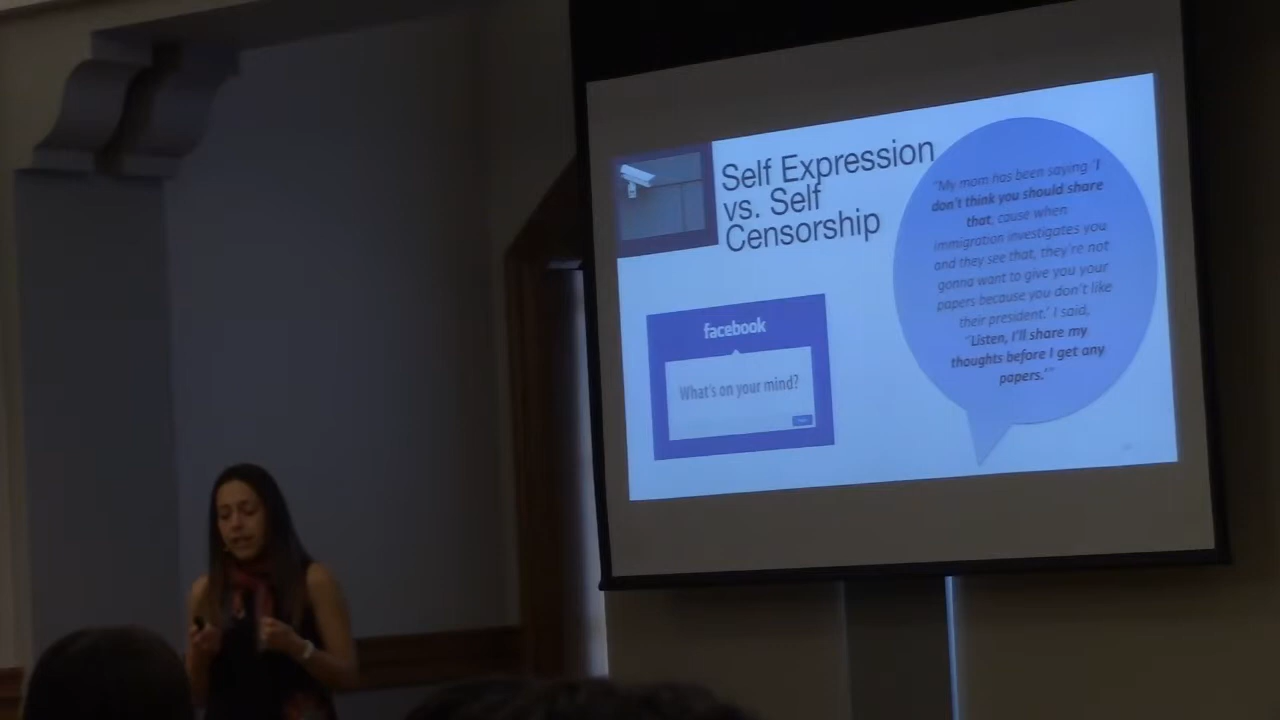 Self Expression
vs. Self
Censorship
"My mom has been saying 'I
don't think you should share
that, cause when
immigration investigates you
and they see that, they're not
gonna want to give you your
papers because you don't like
their president.' I said,
"Listen, I'll share my
thoughts before I get any
papers.'"
facebook
What's on your mind?